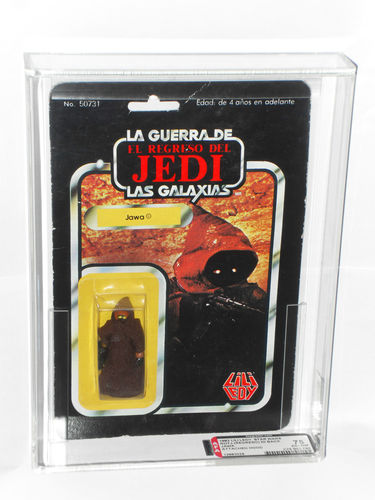 No. 50731
Edad: de 4 años en adelante
LA GUERRA DE
EL REGRESO DEL
JEDI
LAS GALAXIAS
Jawa
LiLi
LEDY
75